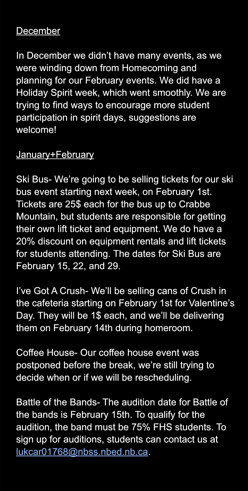 December
In December we didn't have many events, as we
were winding down from Homecoming and
planning for our February events. We did have a
Holiday Spirit week, which went smoothly. We are
trying to find ways to encourage more student
participation in spirit days, suggestions are
welcome!
January+February
Ski Bus- We're going to be selling tickets for our ski
bus event starting next week, on February 1st.
Tickets are 25$ each for the bus up to Crabbe
Mountain, but students are responsible for getting
their own lift ticket and equipment. We do have a
20% discount on equipment rentals and lift tickets
for students attending. The dates for Ski Bus are
February 15, 22, and 29.
I've Got A Crush- We'll be selling cans of Crush in
the cafeteria starting on February 1st for Valentine's
Day. They will be 1$ each, and we'll be delivering
them on February 14th during homeroom.
Coffee House- Our coffee house event was
postponed before the break, we're still trying to
decide when or if we will be rescheduling.
Battle of the Bands- The audition date for Battle of
the bands is February 15th. To qualify for the
audition, the band must be 75% FHS students. To
sign up for auditions, students can contact us at
lukcar01768@nbss.nbed.nb.ca.